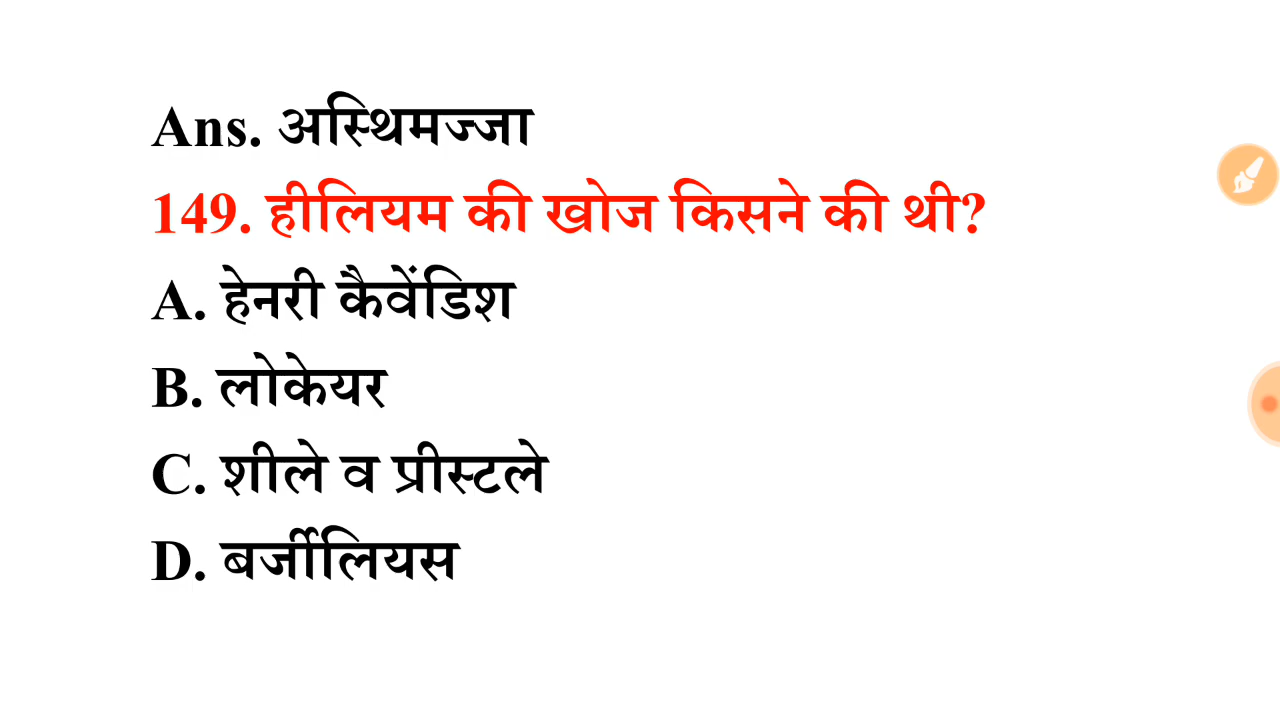 Ans. अस्थिमज्जा
149. हीलियम की खोज किसने की थी?
A. हेनरी कैवेंडिश
B. लोकेयर
C. शीले व प्रीस्टले
D. बर्जीलियस